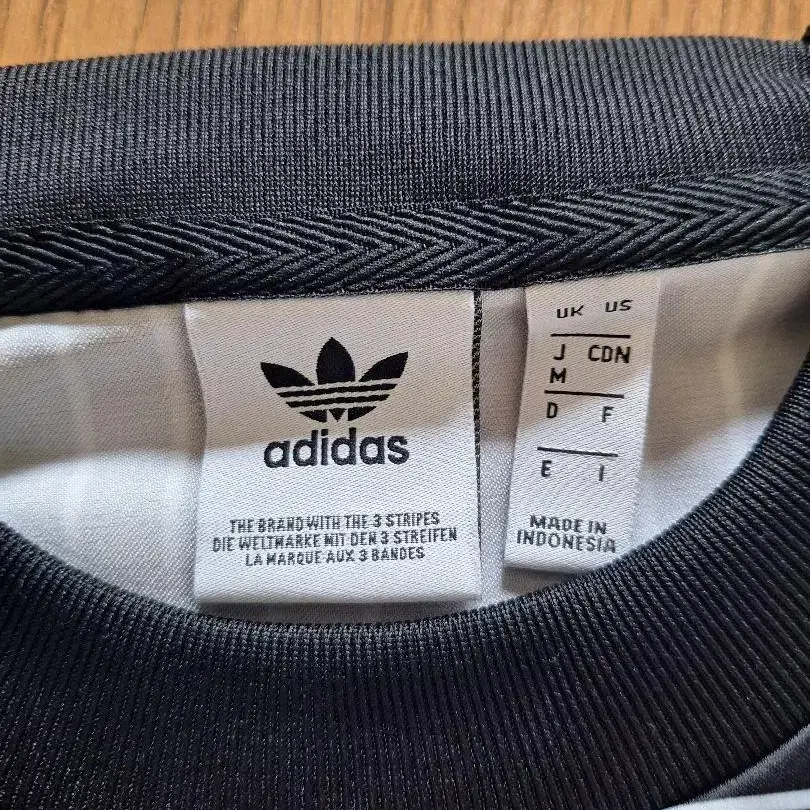 adidas
THE BRAND WITH THE 3 STRIPES
DIE WELTMARKE MIT DEN 3 STREIFEN
LA MARQUE AUX 3 BANDES
UK US
J CDN
M
D F
E I
MADE IN
INDONESIA